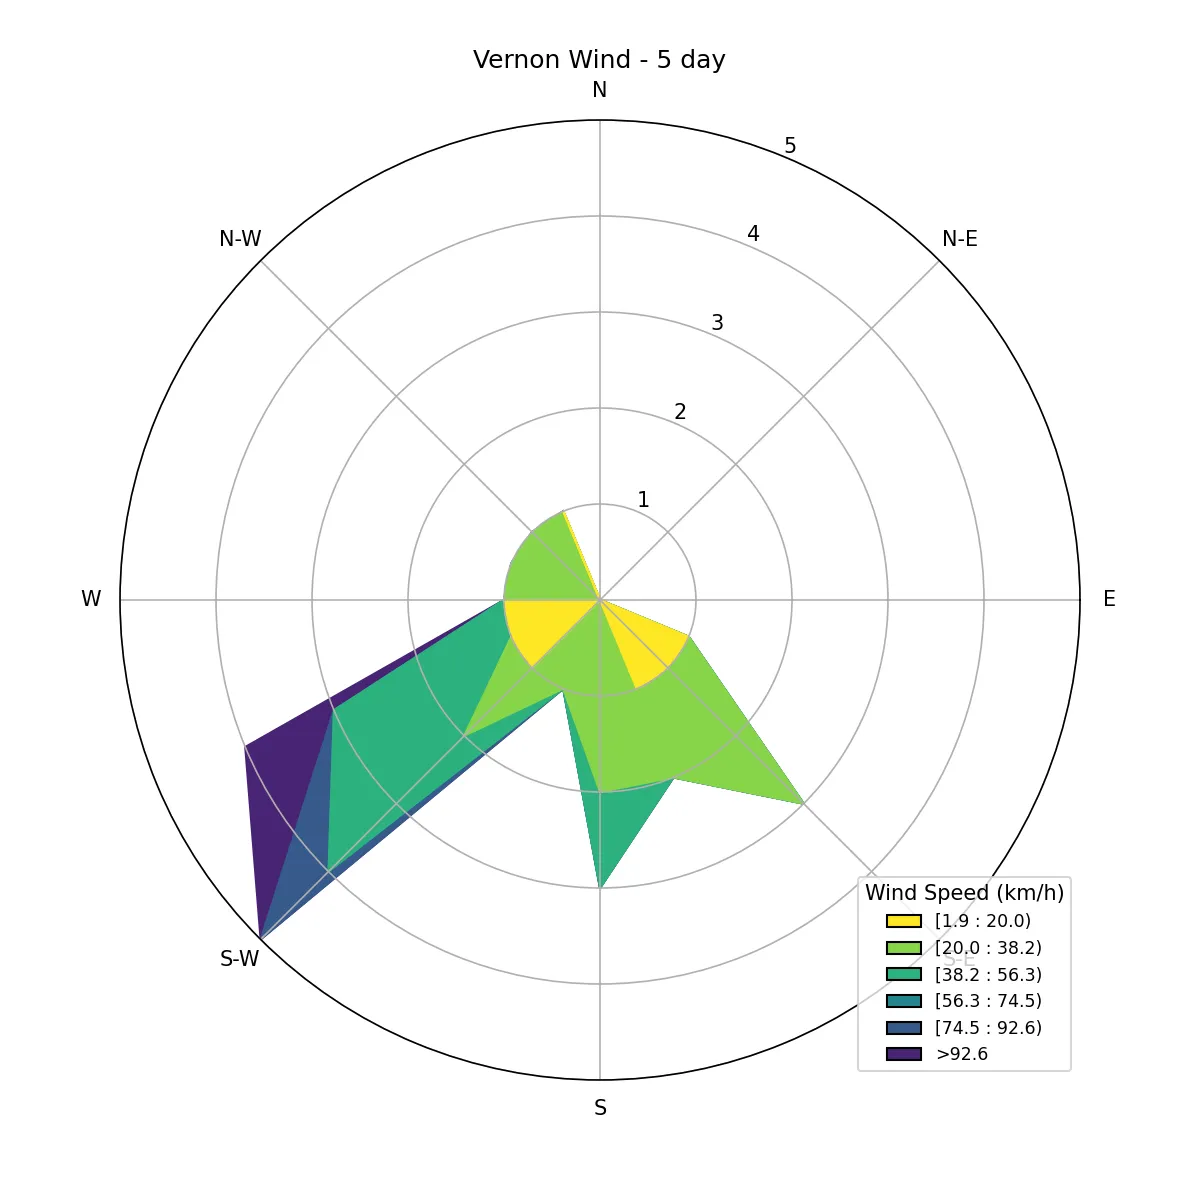 Vernon Wind - 5 day
N
5
N-W
4
N-E
3
2
1
W
E
S-W
S-E
S
Wind Speed (km/h)
[1.9 : 20.0)
[20.0 : 38.2)
[38.2 : 56.3)
[56.3 : 74.5)
[74.5 : 92.6)
>92.6